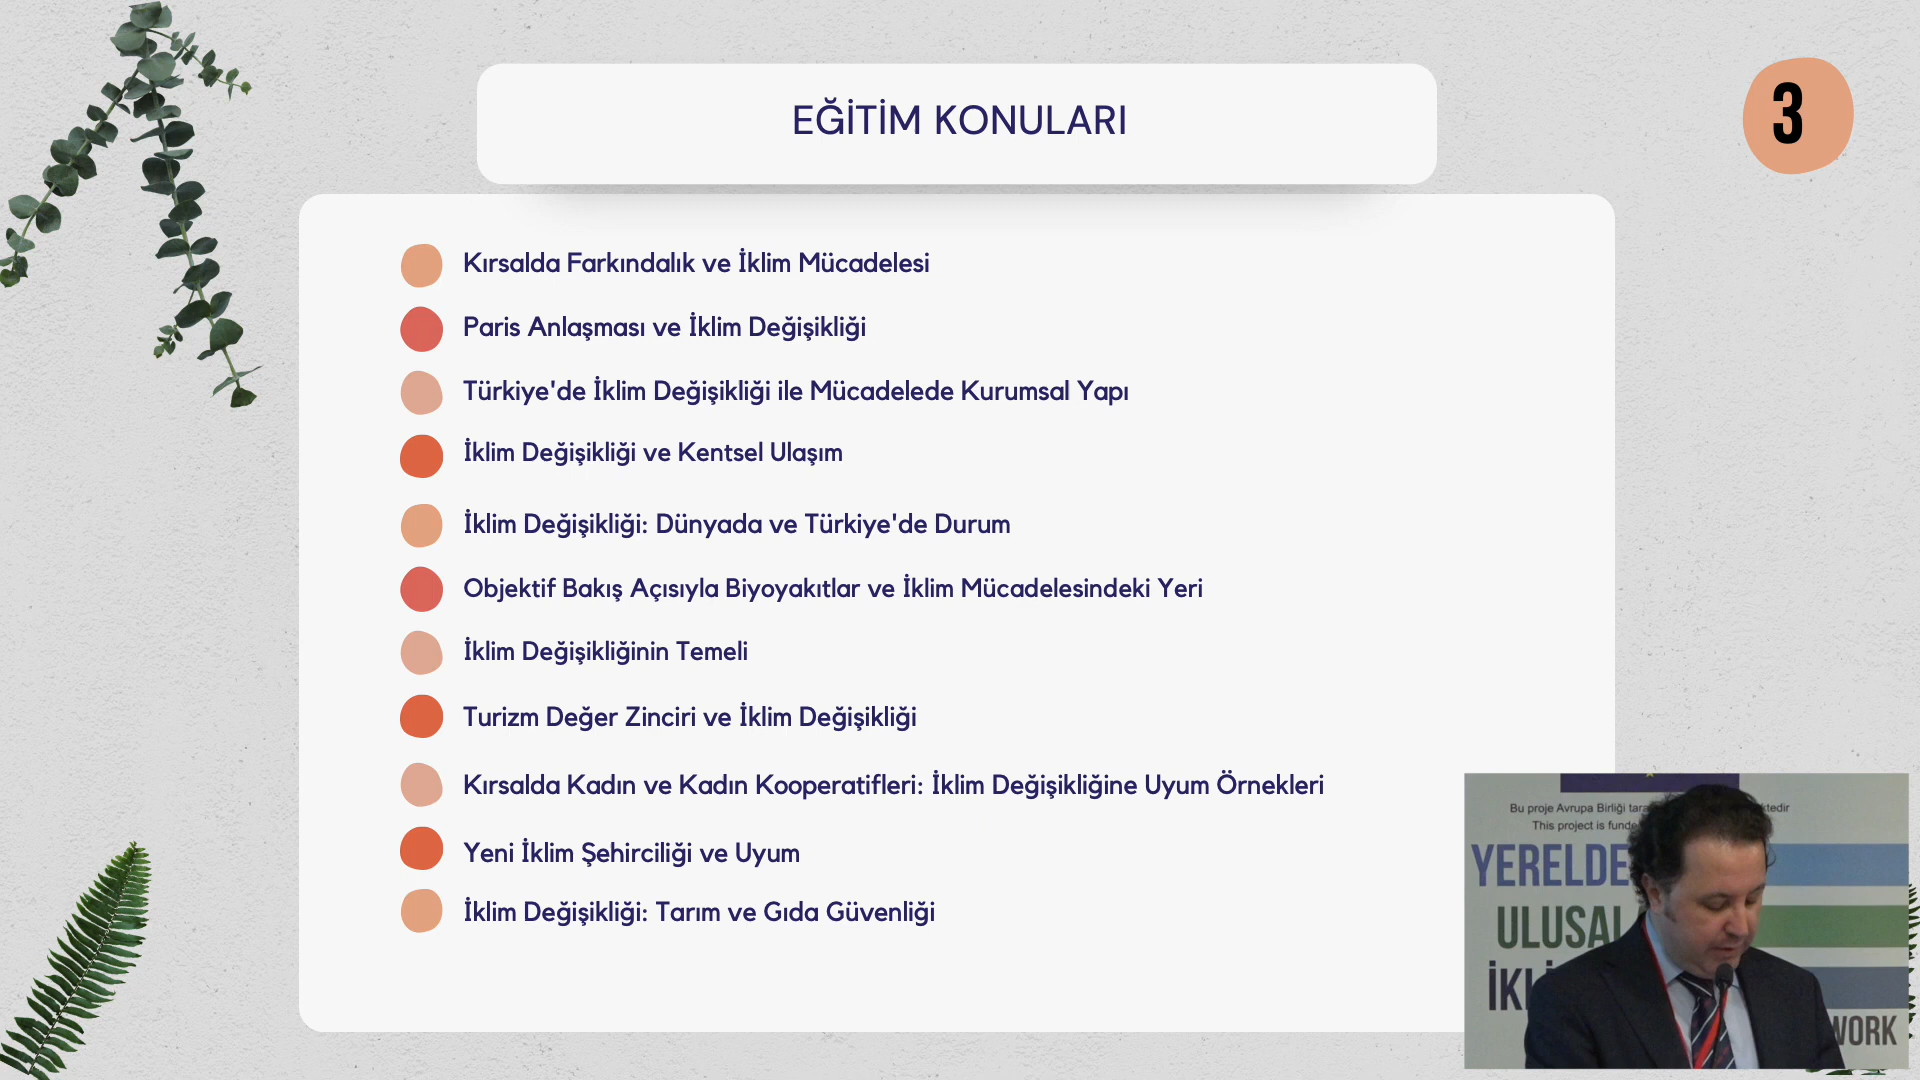 EĞİTİM KONULARI
3
Kırsalda Farkındalık ve İklim Mücadelesi
Paris Anlaşması ve İklim Değişikliği
Türkiye'de İklim Değişikliği ile Mücadelede Kurumsal Yapı
İklim Değişikliği ve Kentsel Ulaşım
İklim Değişikliği: Dünyada ve Türkiye'de Durum
Objektif Bakış Açısıyla Biyoyakıtlar ve İklim Mücadelesindeki Yeri
İklim Değişikliğinin Temeli
Turizm Değer Zinciri ve İklim Değişikliği
Kırsalda Kadın ve Kadın Kooperatifleri: İklim Değişikliğine Uyum Örnekleri
Yeni İklim Şehirciliği ve Uyum
İklim Değişikliği: Tarım ve Gıda Güvenliği
Bu proje Avrupa Birliği
This project is
YERELDE
ULUSAL
WORK